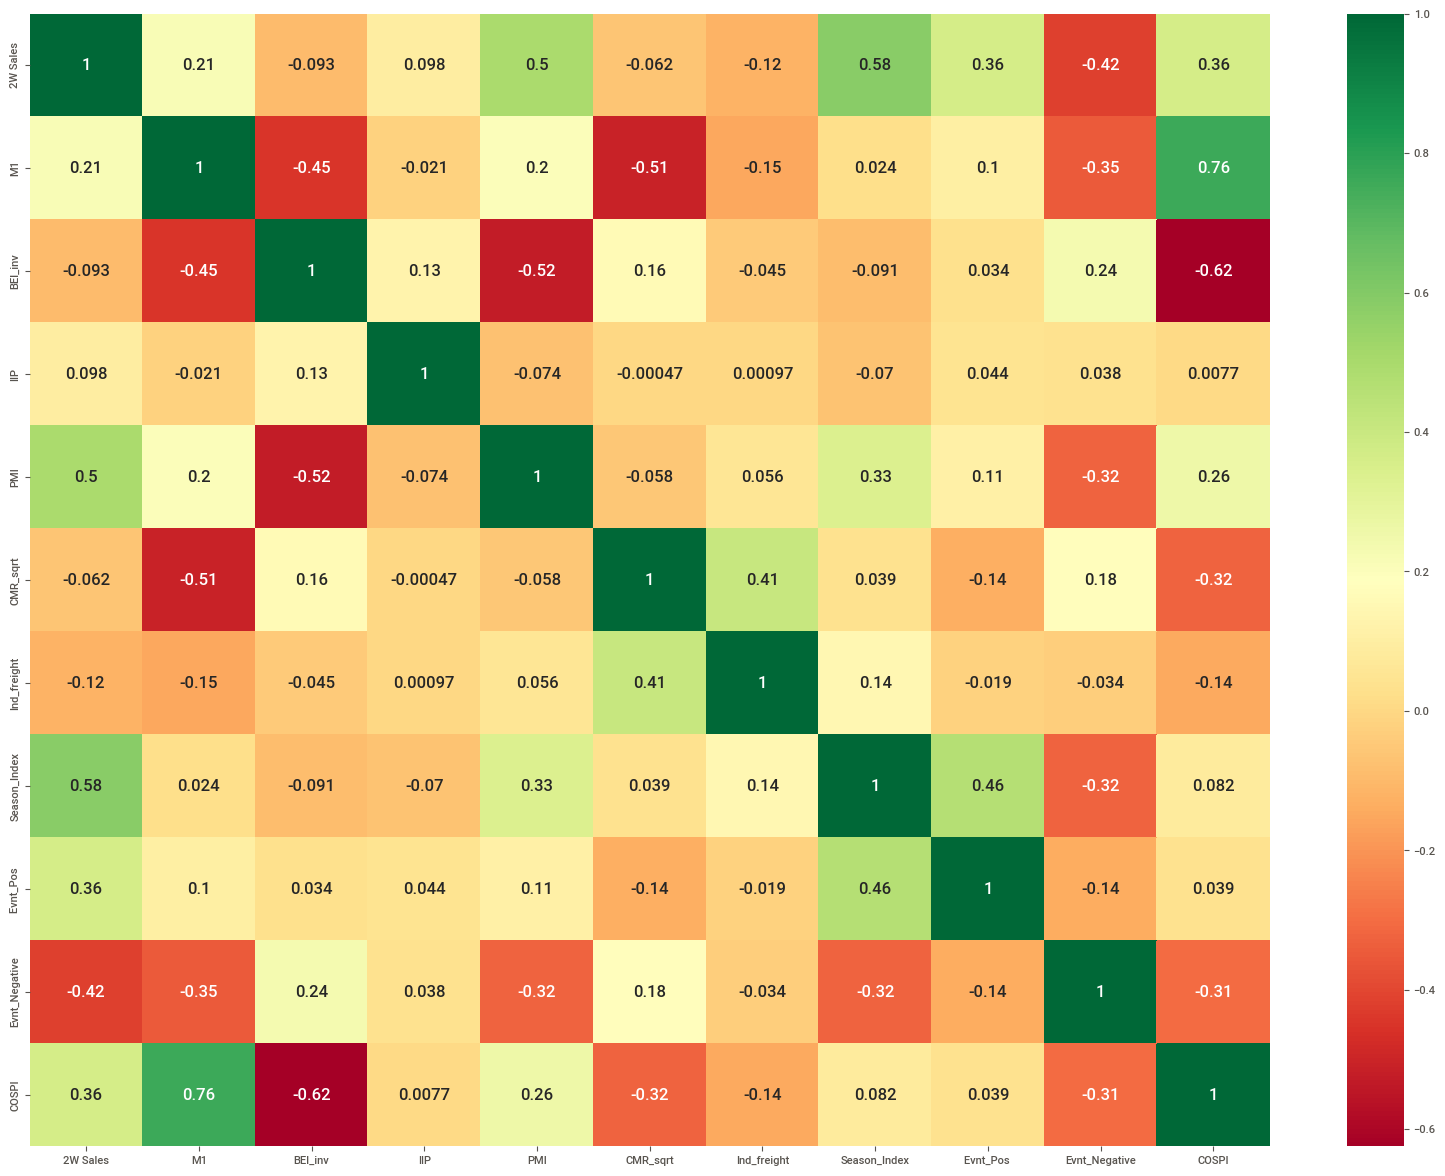 2W Sales 1 0.21 -0.093 0.098 0.5 -0.062 -0.12 0.58 0.36 -0.42 0.36
M1 0.21 1 -0.45 -0.021 0.2 -0.51 -0.15 0.024 0.1 -0.35 0.76
BEI_inv -0.093 -0.45 1 0.13 -0.52 0.16 -0.045 -0.091 0.034 0.24 -0.62
IIP 0.098 -0.021 0.13 1 -0.074 -0.00047 0.00097 -0.07 0.044 0.038 0.0077
PMI 0.5 0.2 -0.52 -0.074 1 -0.058 0.056 0.33 0.11 -0.32 0.26
CMR_sqrt -0.062 -0.51 0.16 -0.00047 -0.058 1 0.41 0.039 -0.14 0.18 -0.32
Ind_freight -0.12 -0.15 -0.045 0.00097 0.056 0.41 1 0.14 -0.019 -0.034 -0.14
Season_Index 0.58 0.024 -0.091 -0.07 0.33 0.039 0.14 1 0.46 -0.32 0.082
Evnt_Pos 0.36 0.1 0.034 0.044 0.11 -0.14 -0.019 0.46 1 -0.14 0.039
Evnt_Negative -0.42 -0.35 0.24 0.038 -0.32 0.18 -0.034 -0.32 -0.14 1 -0.31
COSPI 0.36 0.76 -0.62 0.0077 0.26 -0.32 -0.14 0.082 0.039 -0.31 1
2W Sales M1 BEI_inv IIP PMI CMR_sqrt Ind_freight Season_Index Evnt_Pos Evnt_Negative COSPI
1.0
0.8
0.6
0.4
0.2
0.0
-0.2
-0.4
-0.6